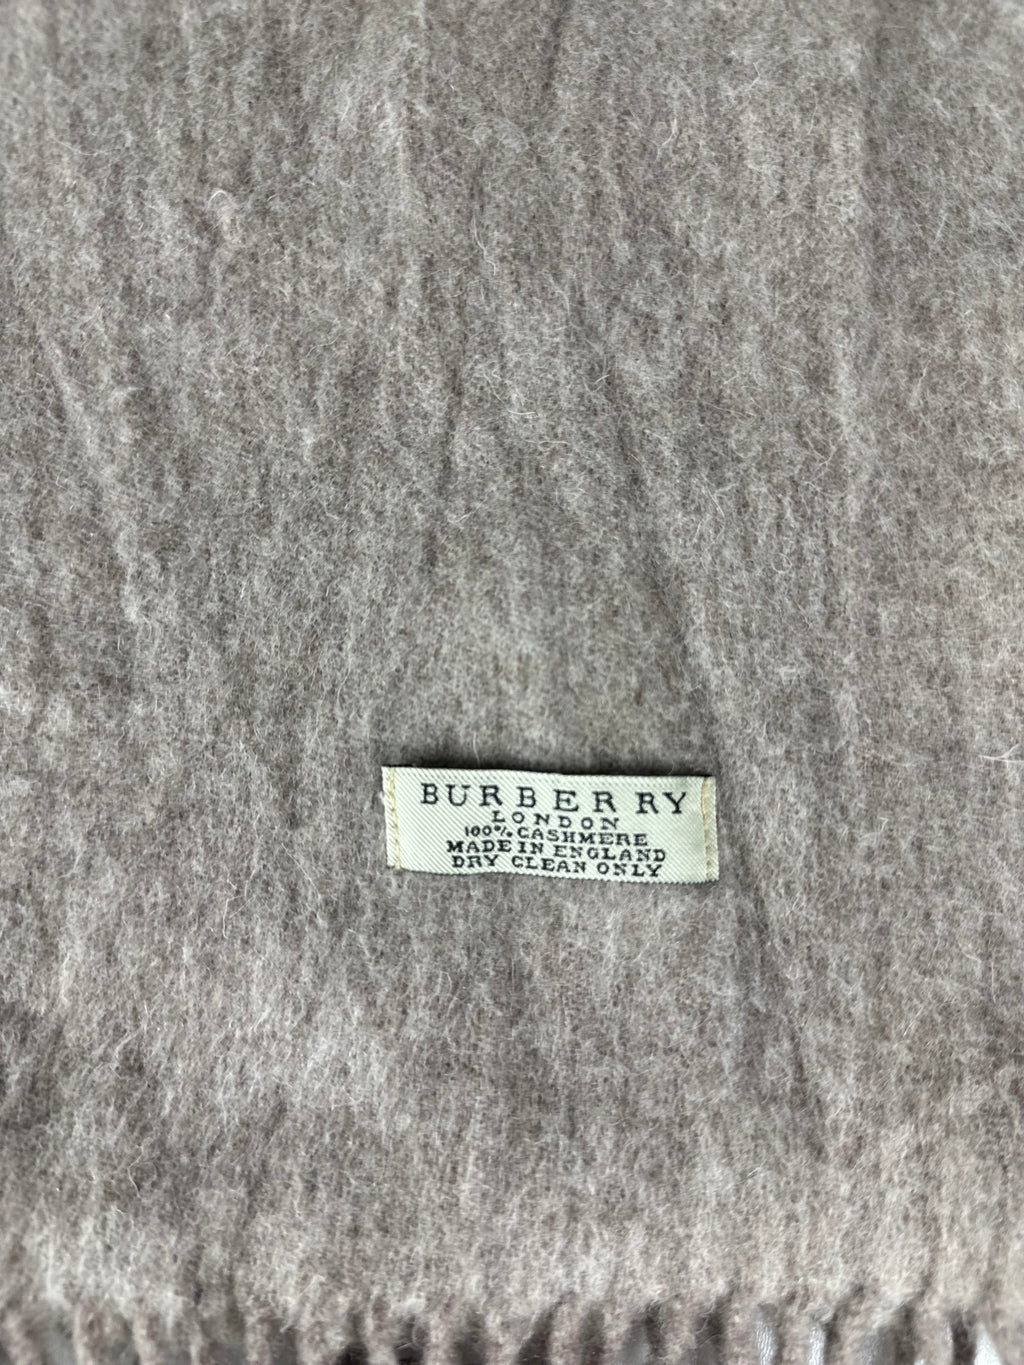 BURBERRY
LONDON
100% CASHMERE
MADE IN ENGLAND
DRY CLEAN ONLY